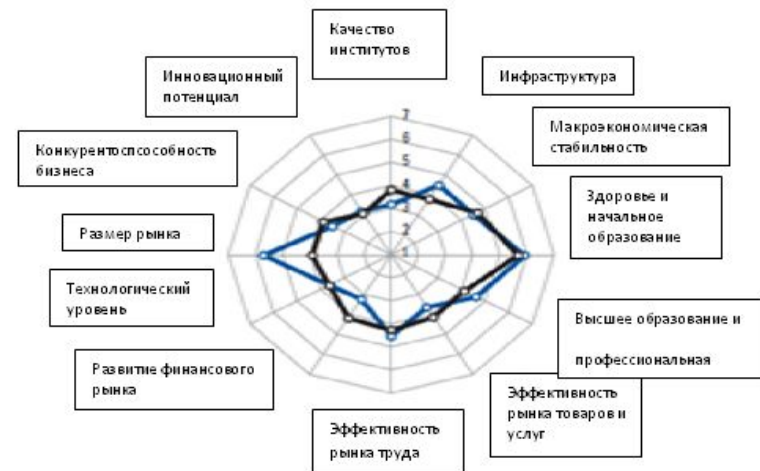 Качество
институтов
Инфраструктура
Макроэкономическая
стабильность
Здоровье и
начальное
образование
Высшее образование и
профессиональная
Эффективность
рынка товаров и
услуг
Эффективность
рынка труда
Развитие финансового
рынка
Технологический
уровень
Размер рынка
Конкурентоспсособность
бизнеса
Инновационный
потенциал
7
6
5
4
3
2
1